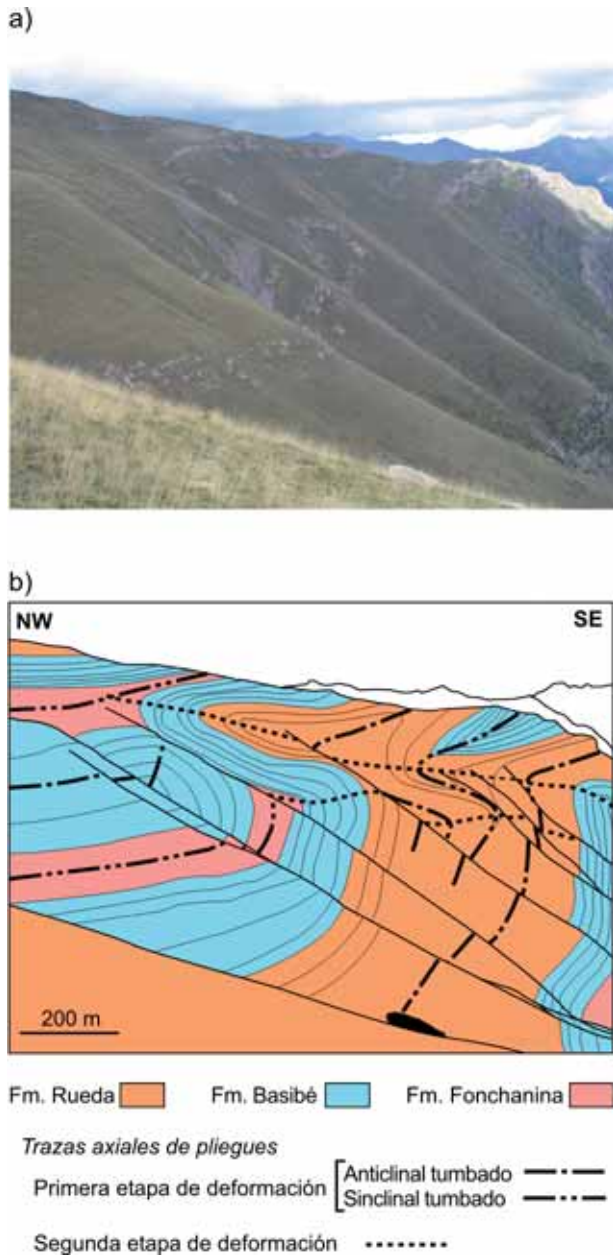 a)
b)
NW SE
200 m
Fm. Rueda Fm. Basibé Fm. Fonchanina
Trazas axiales de pliegues
Primera etapa de deformación Anticlinal tumbado
Sinclinal tumbado
Segunda etapa de deformación